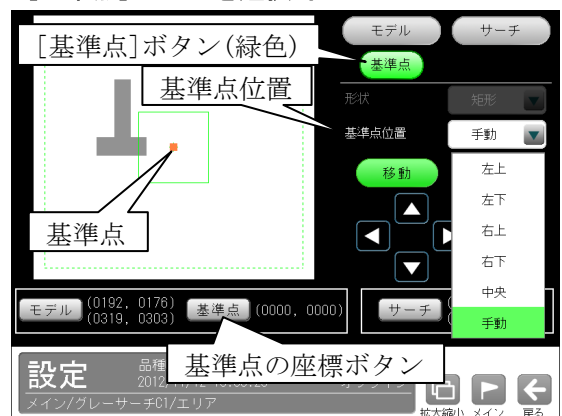 モデル
サーチ
[基準点]ボタン(緑色)
基準点
基準点位置
形状
矩形
基準点位置
手動
移動
左上
左下
右上
右下
中央
手動
基準点
モデル
(0192, 0176)
(0319, 0303)
基準点
(0000, 0000)
サーチ
基準点の座標ボタン
設定
品種
メイン/グレーサーチC1/エリア
拡大縮小
メイン
戻る